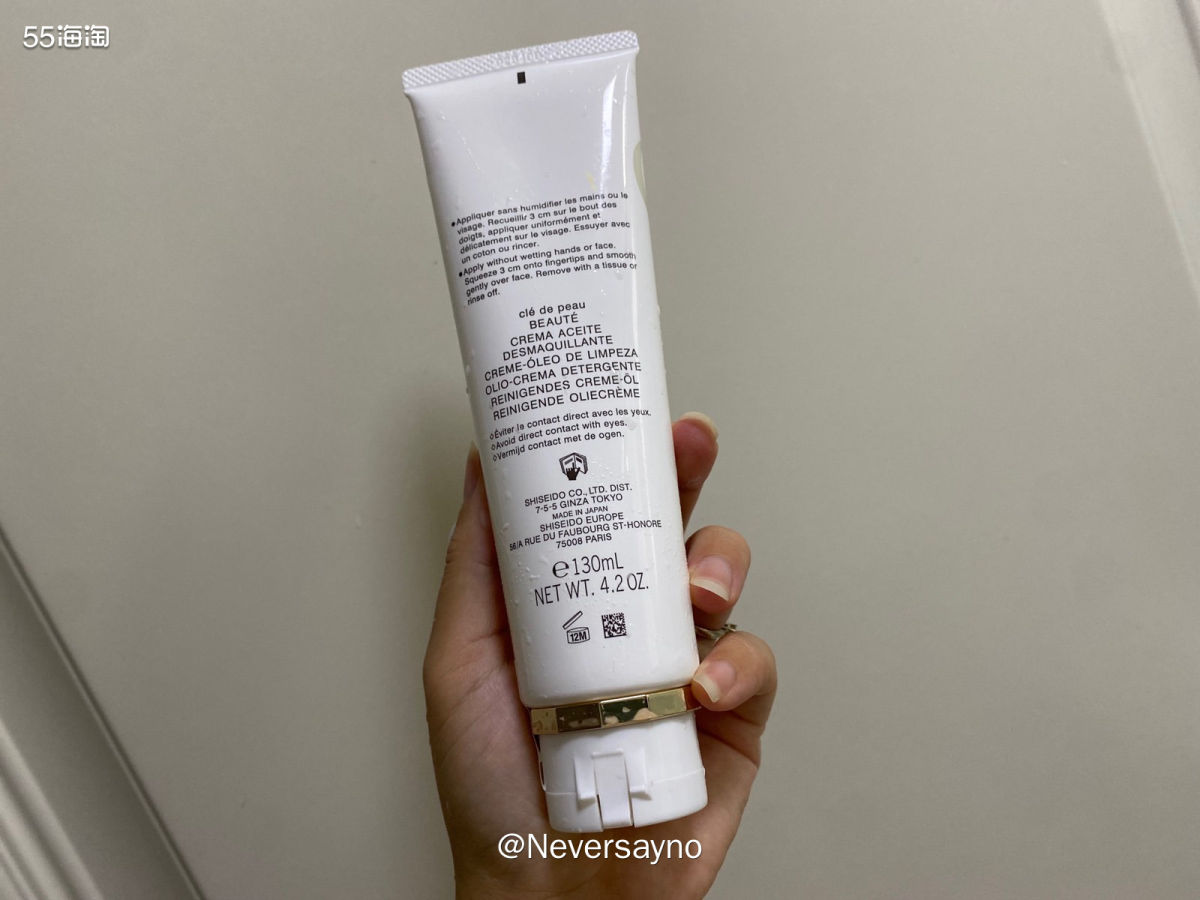 55海淘
●Appliquer sans humidifier les mains ou le
visage. Recueillir 3 cm sur le bout des
doigts, appliquer uniformément et
délicatement sur le visage. Essuyer avec
un coton ou rincer.
●Apply without wetting hands or face.
Squeeze 3 cm onto fingertips and smooth
gently over face. Remove with a tissue or
rinse off.
clé de peau
BEAUTÉ
CREMA ACEITE
DESMAQUILLANTE
CREME-ÓLEO DE LIMPEZA
OLIO-CREMA DETERGENTE
REINIGENDES CREME-ÖL
REINIGENDE OLIECRÈME
◇Éviter le contact direct avec les yeux.
◇Avoid direct contact with eyes.
◇Vermijd contact met de ogen.
SHISEIDO CO., LTD. DIST.
7-5-5 GINZA TOKYO
MADE IN JAPAN
SHISEIDO EUROPE
56/A RUE DU FAUBOURG ST-HONORE
75008 PARIS
℮130mL
NET WT. 4.2 OZ.
12M
@Neversayno